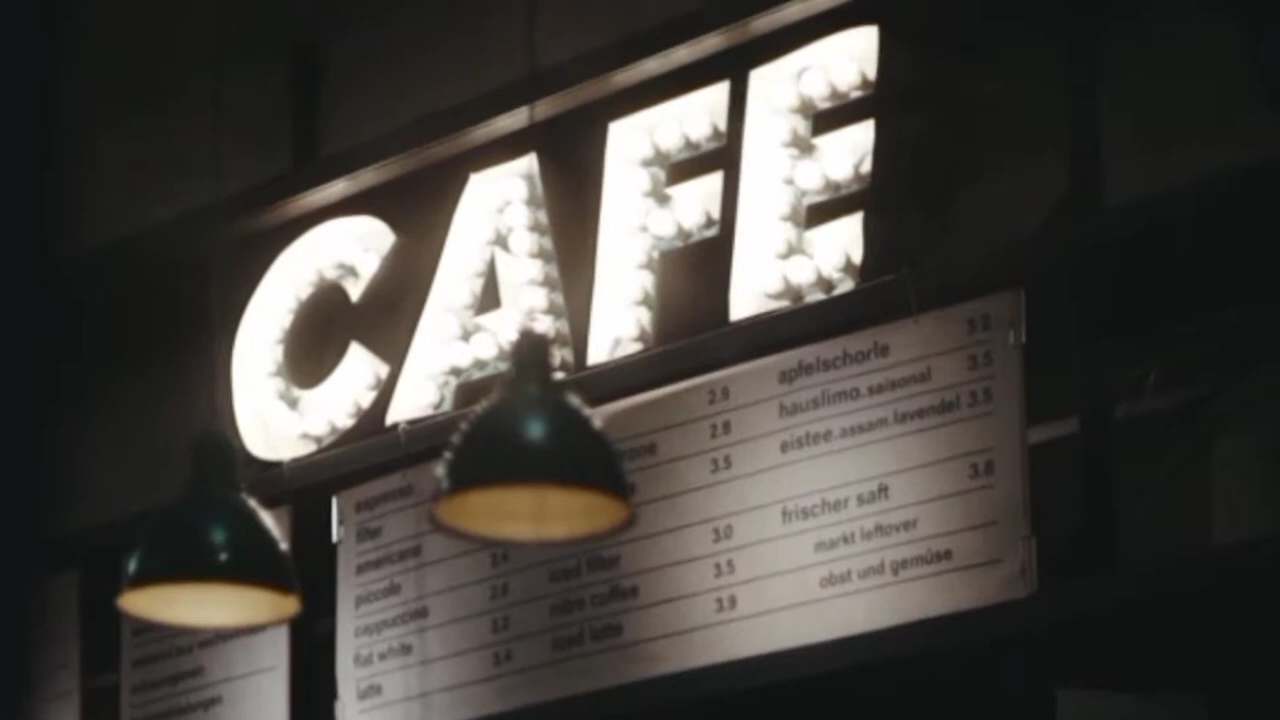 CAFE
espresso
filter
americano
piccolo 2.4
cappuccino 2.8
flat white 3.2
latte 3.4
2.6
2.8
3.5
iced filter 3.0
nitro coffee 3.5
iced latte 3.9
apfelschorle 3.2
hauslimo.saisonal 3.5
eistee.assam.lavendel 3.5
frischer saft 3.8
markt leftover
obst und gemüse